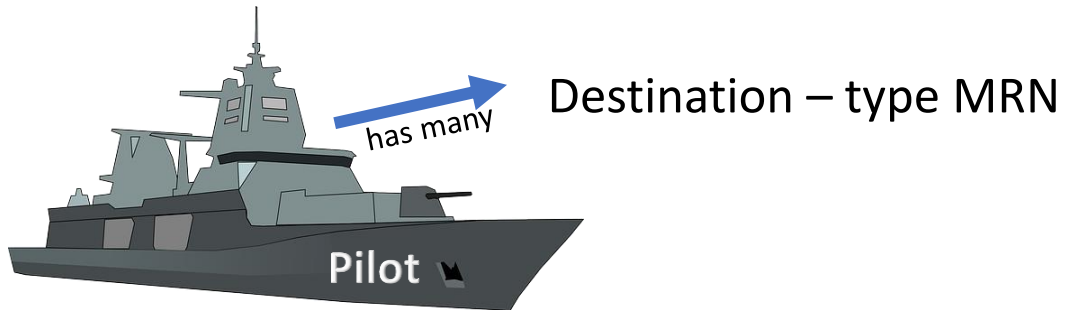 Destination – type MRN
has many
Pilot